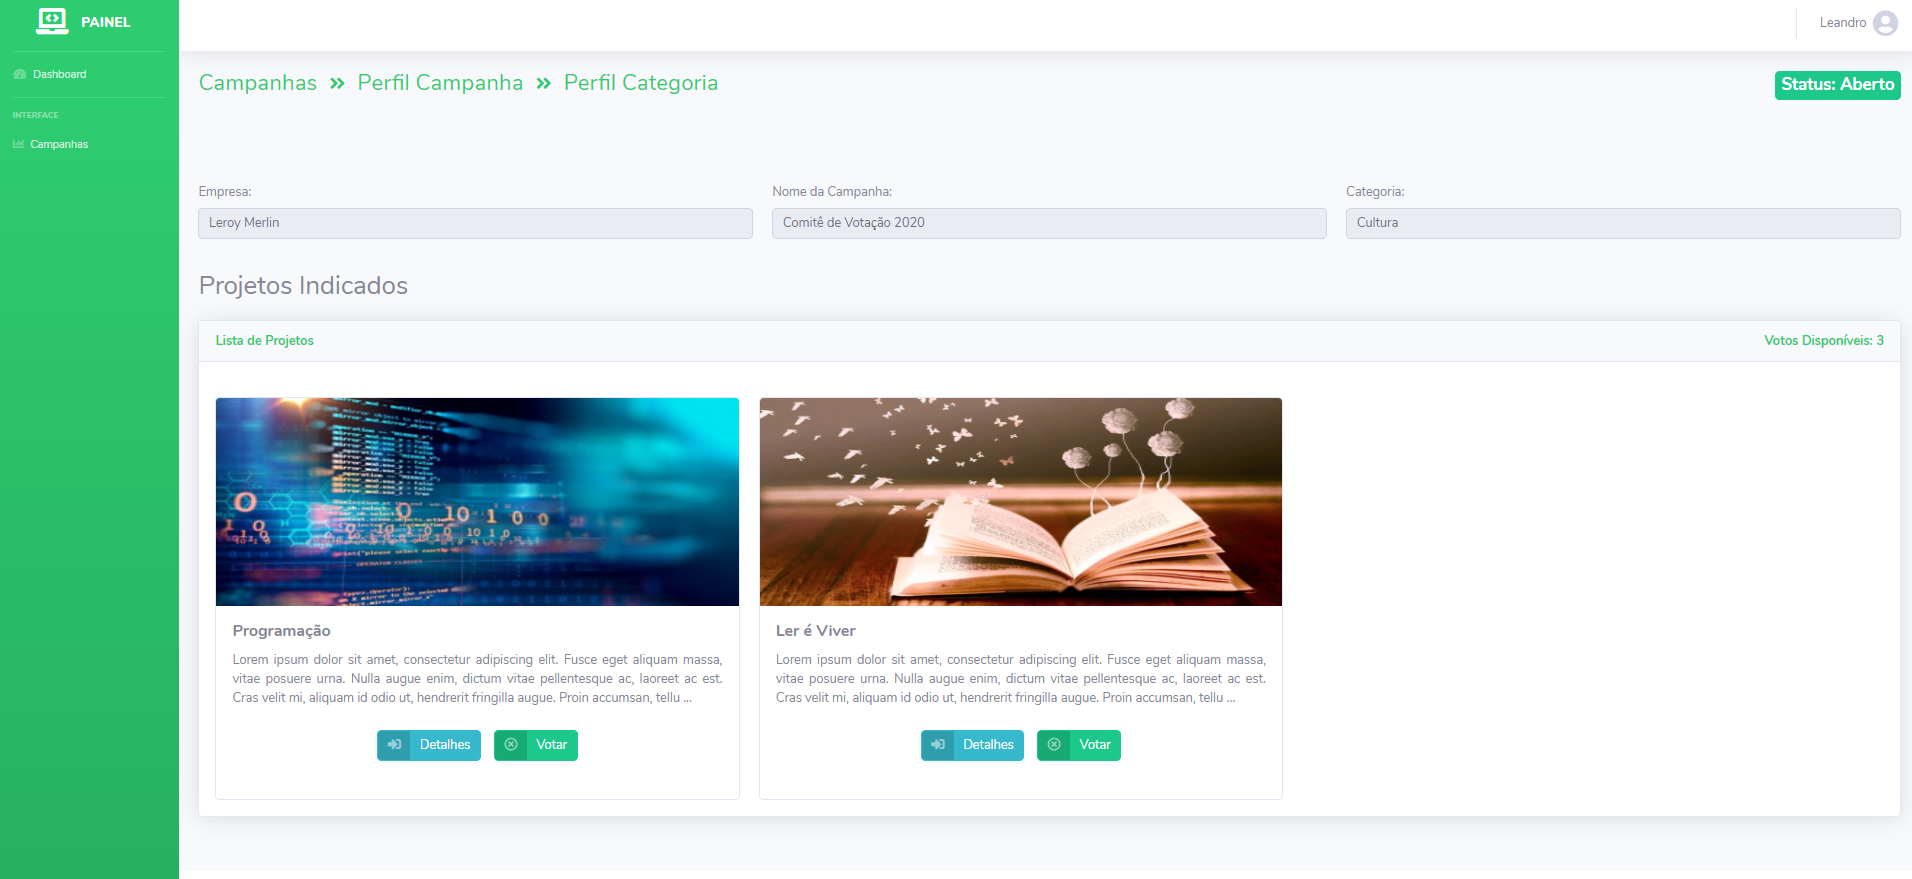 PAINEL
Leandro
Dashboard
INTERFACE
Campanhas
Campanhas » Perfil Campanha » Perfil Categoria
Status: Aberto
Empresa:
Nome da Campanha:
Categoria:
Leroy Merlin
Comitê de Votação 2020
Cultura
Projetos Indicados
Lista de Projetos
Votos Disponíveis: 3
Programação
Lorem ipsum dolor sit amet, consectetur adipiscing elit. Fusce eget aliquam massa,
vitae posuere urna. Nulla augue enim, dictum vitae pellentesque ac, laoreet ac est.
Cras velit mi, aliquam id odio ut, hendrerit fringilla augue. Proin accumsan, tellu ...
Detalhes
Votar
Ler é Viver
Lorem ipsum dolor sit amet, consectetur adipiscing elit. Fusce eget aliquam massa,
vitae posuere urna. Nulla augue enim, dictum vitae pellentesque ac, laoreet ac est.
Cras velit mi, aliquam id odio ut, hendrerit fringilla augue. Proin accumsan, tellu ...
Detalhes
Votar